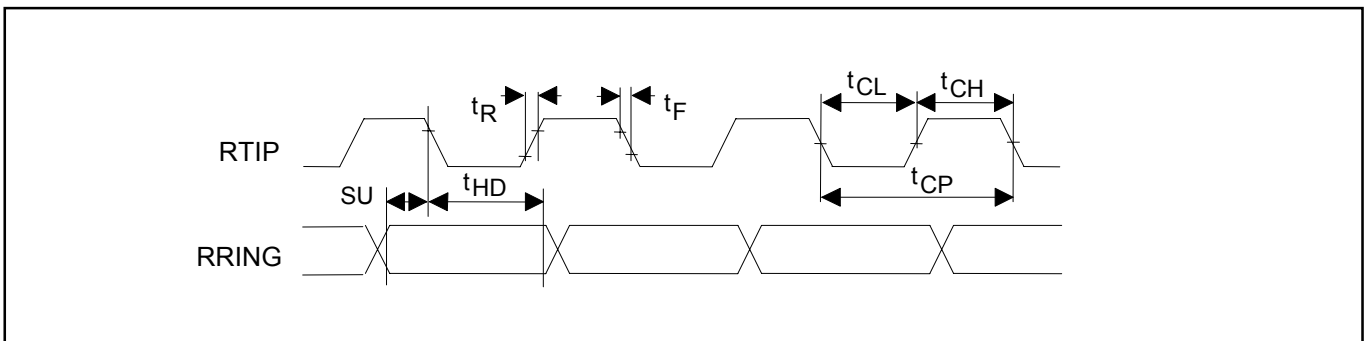 tR
tF
tCL
tCH
RTIP
SU
tHD
tCP
RRING